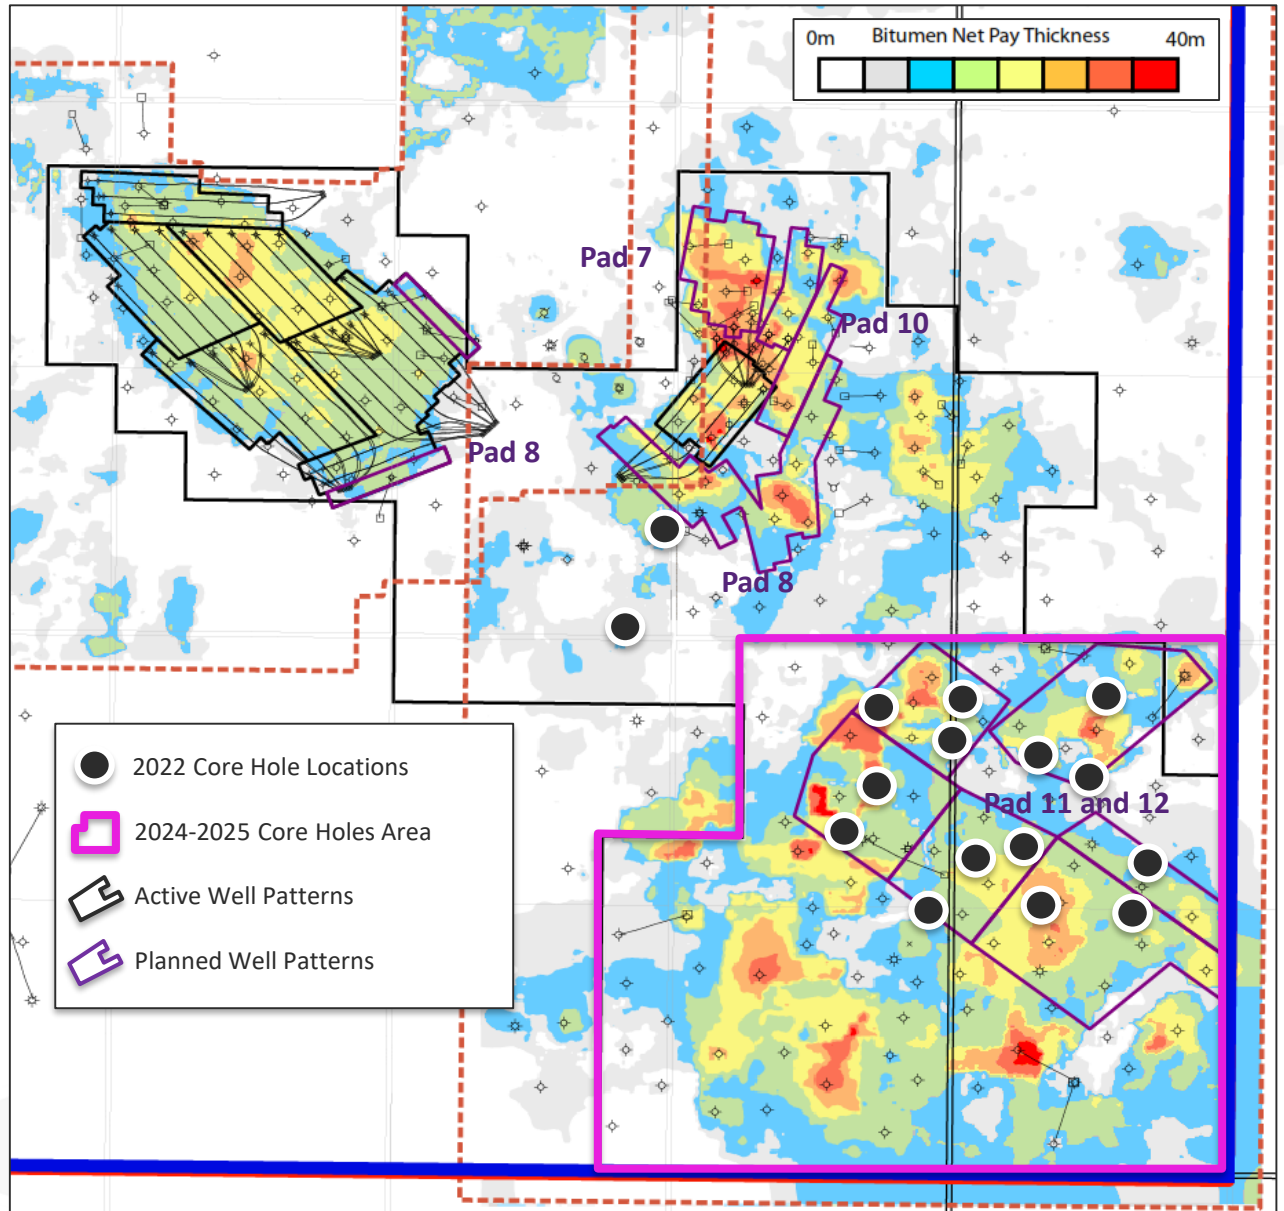 Bitumen Net Pay Thickness
0m 40m
Pad 7
Pad 10
Pad 8
Pad 8
Pad 11 and 12
2022 Core Hole Locations
2024-2025 Core Holes Area
Active Well Patterns
Planned Well Patterns